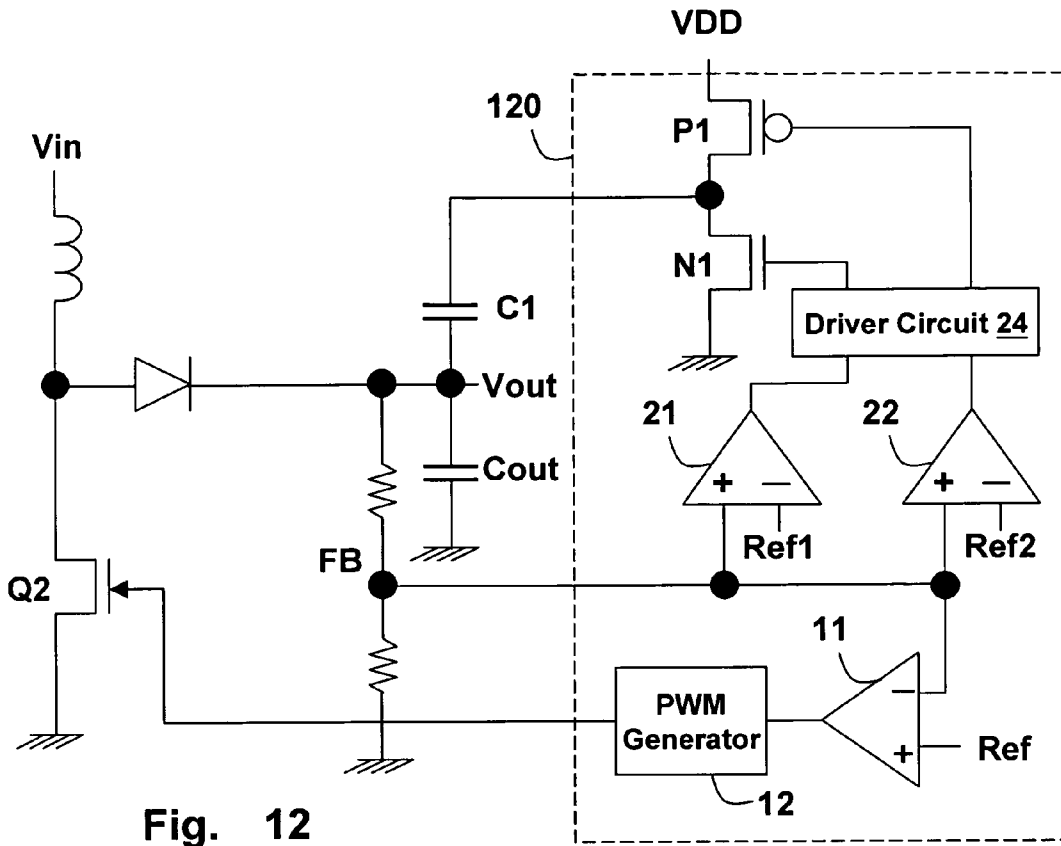 VDD
120
P1
Vin
N1
C1
Driver Circuit 24
Vout
21
22
Cout
+
−
+
−
Ref1
Ref2
FB
Q2
11
−
PWM
Generator
+
Ref
12
Fig. 12